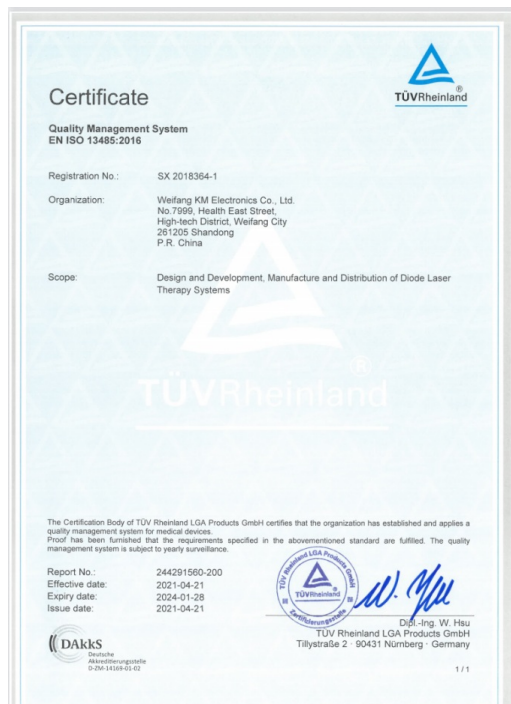 TÜVRheinland®
Certificate
Quality Management System
EN ISO 13485:2016
Registration No.: SX 2018364-1
Organization: Weifang KM Electronics Co., Ltd.
No.7999, Health East Street,
High-tech District, Weifang City
261205 Shandong
P.R. China
Scope: Design and Development, Manufacture and Distribution of Diode Laser
Therapy Systems
®
TÜVRheinland
The Certification Body of TÜV Rheinland LGA Products GmbH certifies that the organization has established and applies a
quality management system for medical devices.
Proof has been furnished that the requirements specified in the abovementioned standard are fulfilled. The quality
management system is subject to yearly surveillance.
Report No.: 244291560-200
Effective date: 2021-04-21
Expiry date: 2024-01-28
Issue date: 2021-04-21
TÜV Rheinland LGA Products GmbH
TÜVRheinland
Zertifizierungsstelle
Dipl.-Ing. W. Hsu
TÜV Rheinland LGA Products GmbH
Tillystraße 2 · 90431 Nürnberg · Germany
DAkkS
Deutsche
Akkreditierungsstelle
D-ZM-14169-01-02
1 / 1